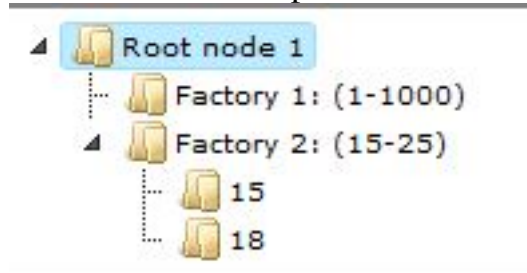 Root node 1
Factory 1: (1-1000)
Factory 2: (15-25)
15
18